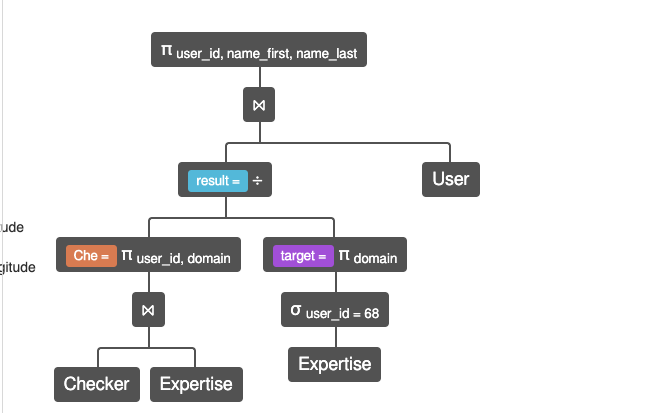 π user_id, name_first, name_last
⋈
result = ÷
User
ude
Che = π user_id, domain
target = π domain
gitude
⋈
σ user_id = 68
Checker
Expertise
Expertise